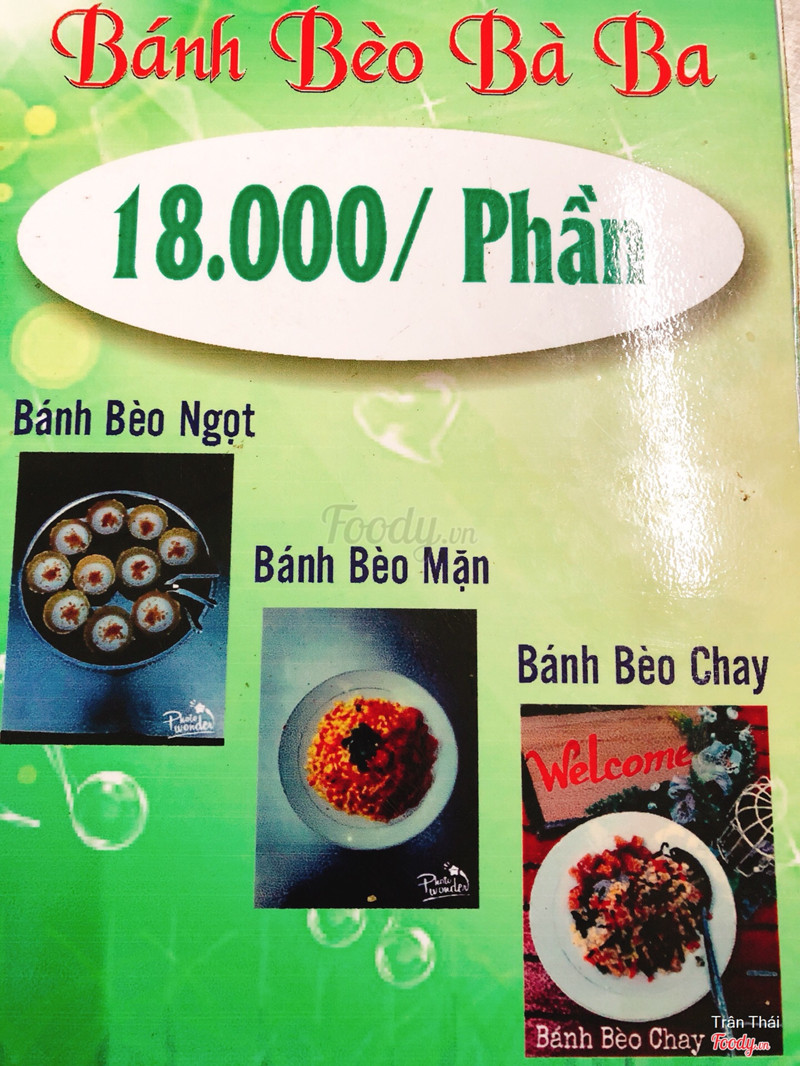 Bánh Bèo Bà Ba
18.000/ Phần
Bánh Bèo Ngọt
Foody.vn
Bánh Bèo Mặn
Bánh Bèo Chay
Photo
wonder
Welcome
Photo
wonder
Bánh Bèo Chay
Trân Thái
Foody.vn